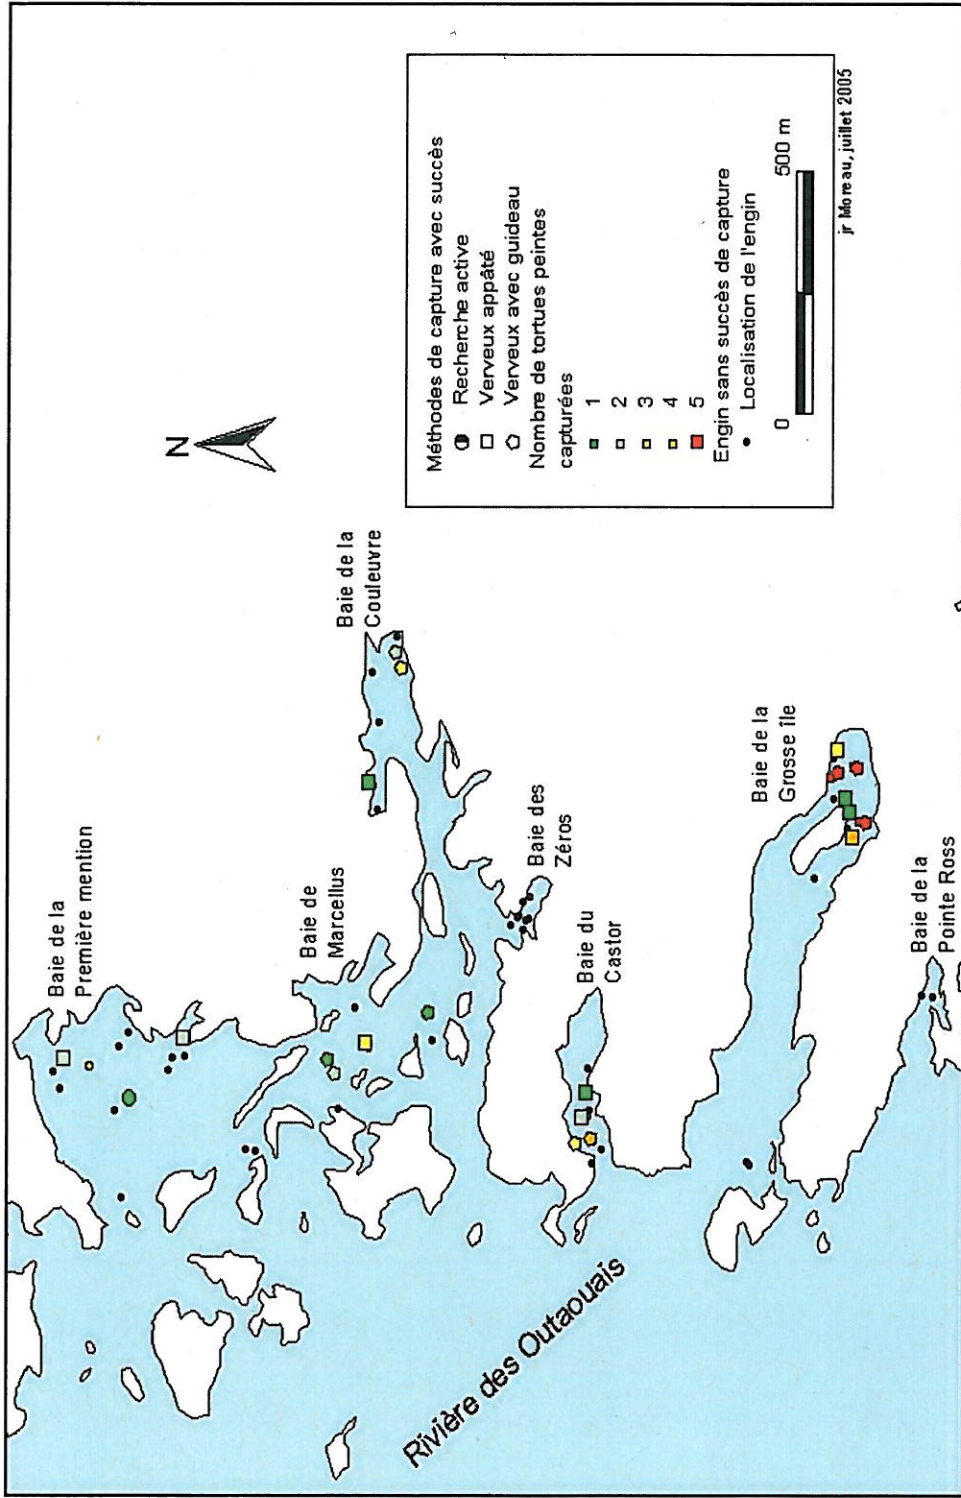 Baie de la
Première mention
Baie de
Marcellus
Baie de la
Couleuvre
Baie des
Zéros
Baie du
Castor
Baie de la
Grosse île
Baie de la
Pointe Ross
Rivière des Outaouais
N
Méthodes de capture avec succès
Recherche active
Verveux appâté
Verveux avec guideau
Nombre de tortues peintes
capturées
1
2
3
4
5
Engin sans succès de capture
Localisation de l'engin
0 500 m
jr Moreau, juillet 2005